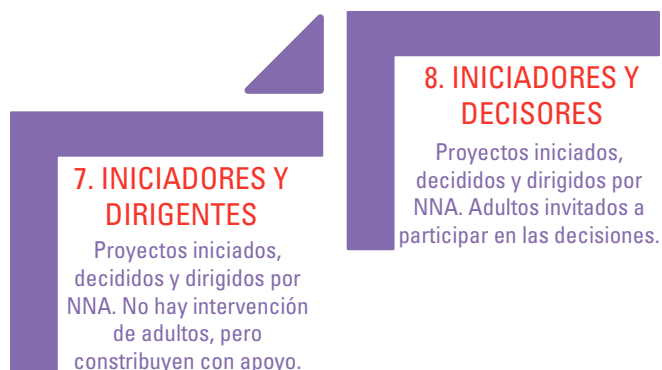 7. INICIADORES Y
DIRIGENTES
Proyectos iniciados,
decididos y dirigidos por
NNA. No hay intervención
de adultos, pero
constribuyen con apoyo.
8. INICIADORES Y
DECISORES
Proyectos iniciados,
decididos y dirigidos por
NNA. Adultos invitados a
participar en las decisiones.